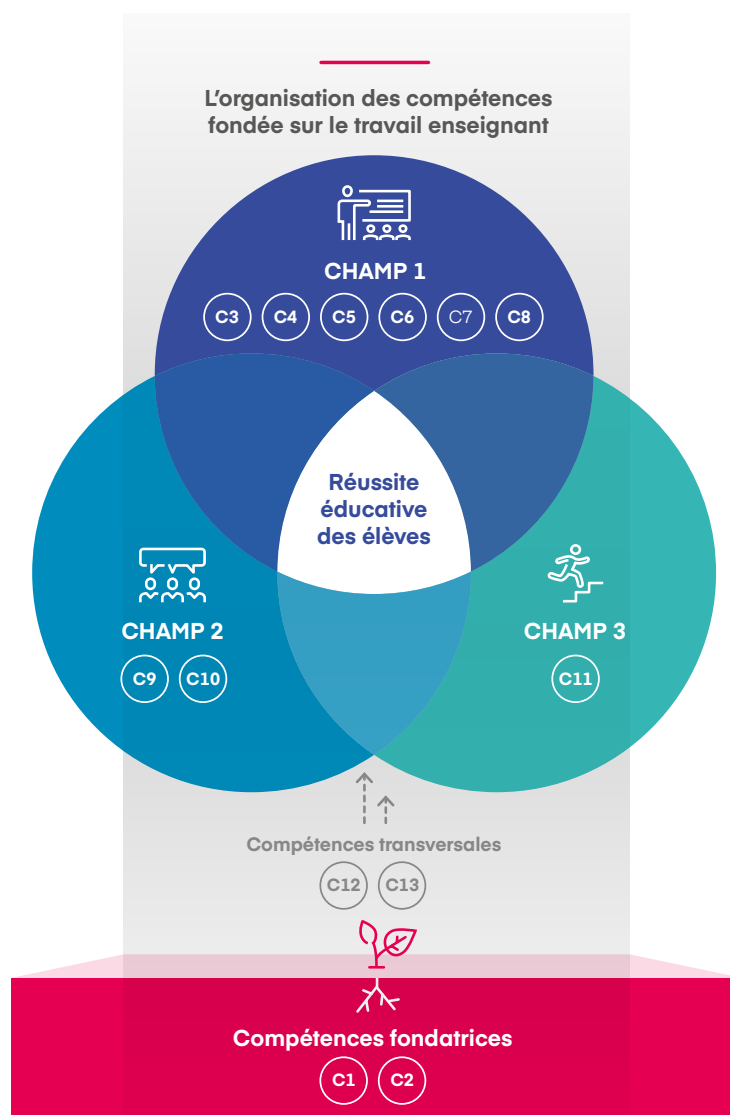 L'organisation des compétences
fondée sur le travail enseignant
CHAMP 1
C3 C4 C5 C6 C7 C8
Réussite
éducative
des élèves
CHAMP 2
C9 C10
CHAMP 3
C11
Compétences transversales
C12 C13
Compétences fondatrices
C1 C2